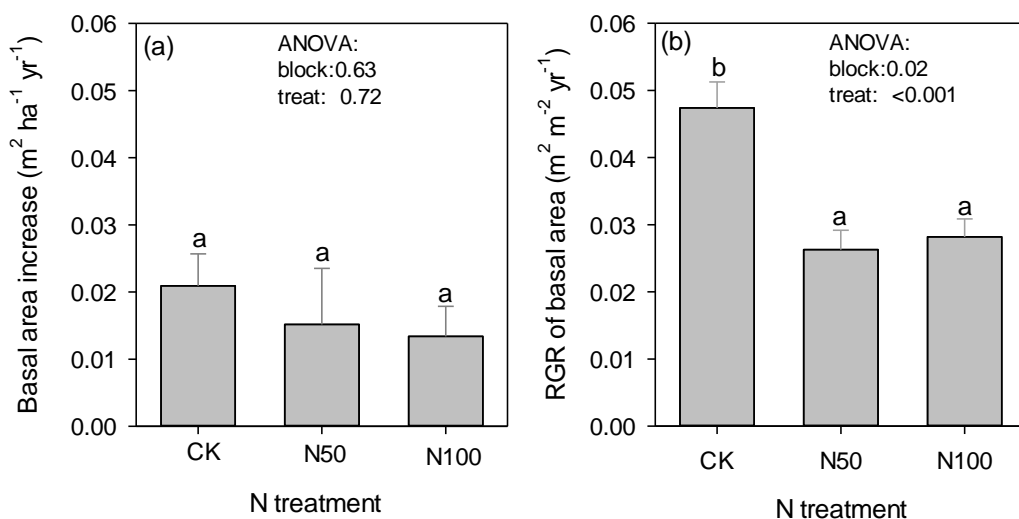 (a)
ANOVA:
block:0.63
treat: 0.72
0.06
0.05
0.04
0.03
0.02
0.01
0.00
Basal area increase (m² ha⁻¹ yr⁻¹)
a
a
a
CK
N50
N100
N treatment
(b)
ANOVA:
block:0.02
treat: <0.001
0.06
0.05
0.04
0.03
0.02
0.01
0.00
RGR of basal area (m² m⁻² yr⁻¹)
b
a
a
CK
N50
N100
N treatment